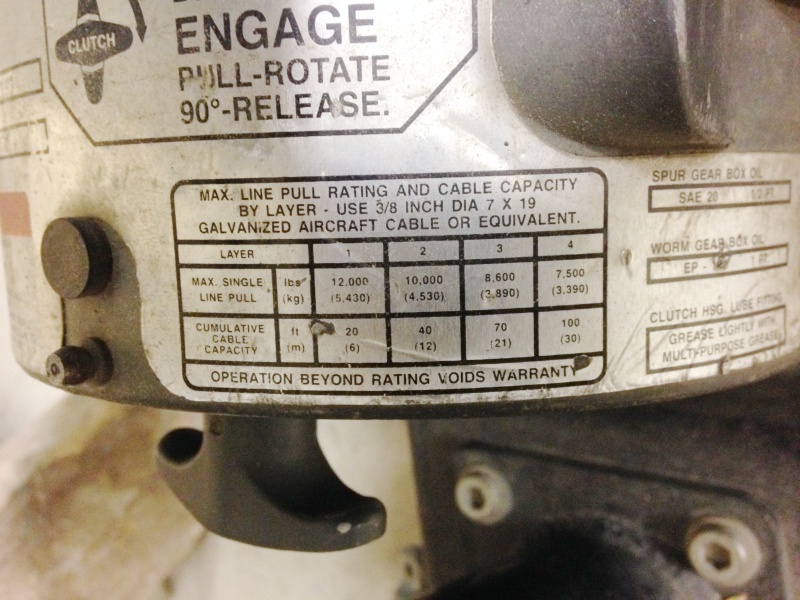 CLUTCH
ENGAGE
PULL-ROTATE
90°-RELEASE.
MAX. LINE PULL RATING AND CABLE CAPACITY
BY LAYER - USE 3/8 INCH DIA 7 X 19
GALVANIZED AIRCRAFT CABLE OR EQUIVALENT.
LAYER 1 2 3 4
MAX. SINGLE LINE PULL lbs 12,000 10,000 8,600 7,500
(kg) (5,430) (4,530) (3,890) (3,390)
CUMULATIVE CABLE CAPACITY ft 20 40 70 100
(m) (6) (12) (21) (30)
OPERATION BEYOND RATING VOIDS WARRANTY
SPUR GEAR BOX OIL
SAE 20 1/2-PT.
WORM GEAR BOX OIL
EP - 1 PT
CLUTCH HSG. LUBE FITTING
GREASE LIGHTLY WITH
MULTI-PURPOSE GREASE